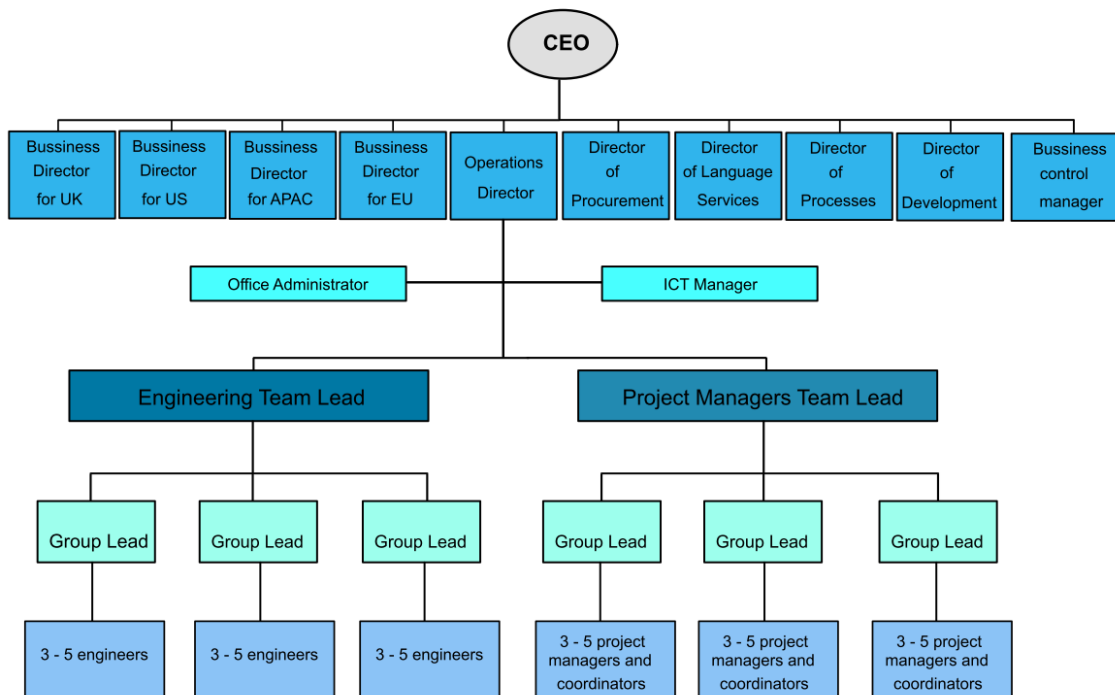 CEO
Bussiness
Director
for UK
Bussiness
Director
for US
Bussiness
Director
for APAC
Bussiness
Director
for EU
Operations
Director
Director
of
Procurement
Director
of Language
Services
Director
of
Processes
Director
of
Development
Bussiness
control
manager
Office Administrator
ICT Manager
Engineering Team Lead
Project Managers Team Lead
Group Lead
Group Lead
Group Lead
Group Lead
Group Lead
Group Lead
3 - 5 engineers
3 - 5 engineers
3 - 5 engineers
3 - 5 project
managers and
coordinators
3 - 5 project
managers and
coordinators
3 - 5 project
managers and
coordinators